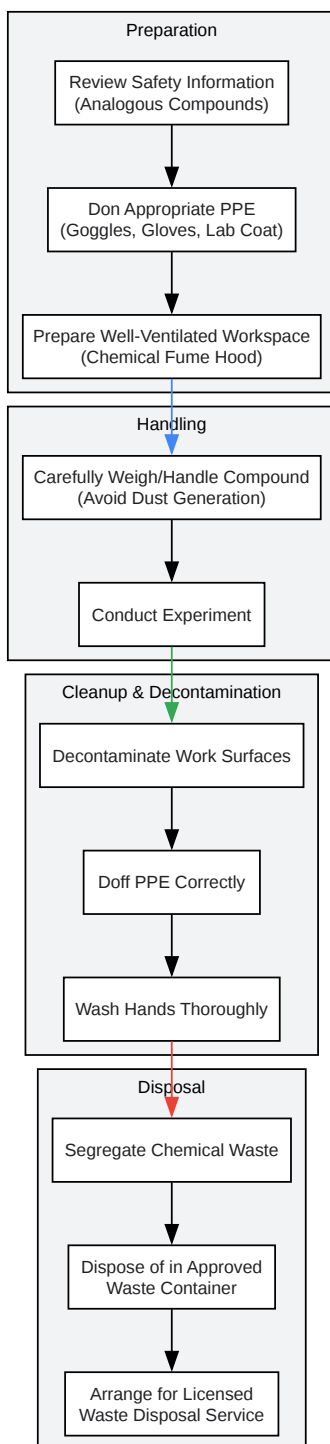 Preparation
Review Safety Information
(Analogous Compounds)
Don Appropriate PPE
(Goggles, Gloves, Lab Coat)
Prepare Well-Ventilated Workspace
(Chemical Fume Hood)
Handling
Carefully Weigh/Handle Compound
(Avoid Dust Generation)
Conduct Experiment
Cleanup & Decontamination
Decontaminate Work Surfaces
Doff PPE Correctly
Wash Hands Thoroughly
Disposal
Segregate Chemical Waste
Dispose of in Approved
Waste Container
Arrange for Licensed
Waste Disposal Service